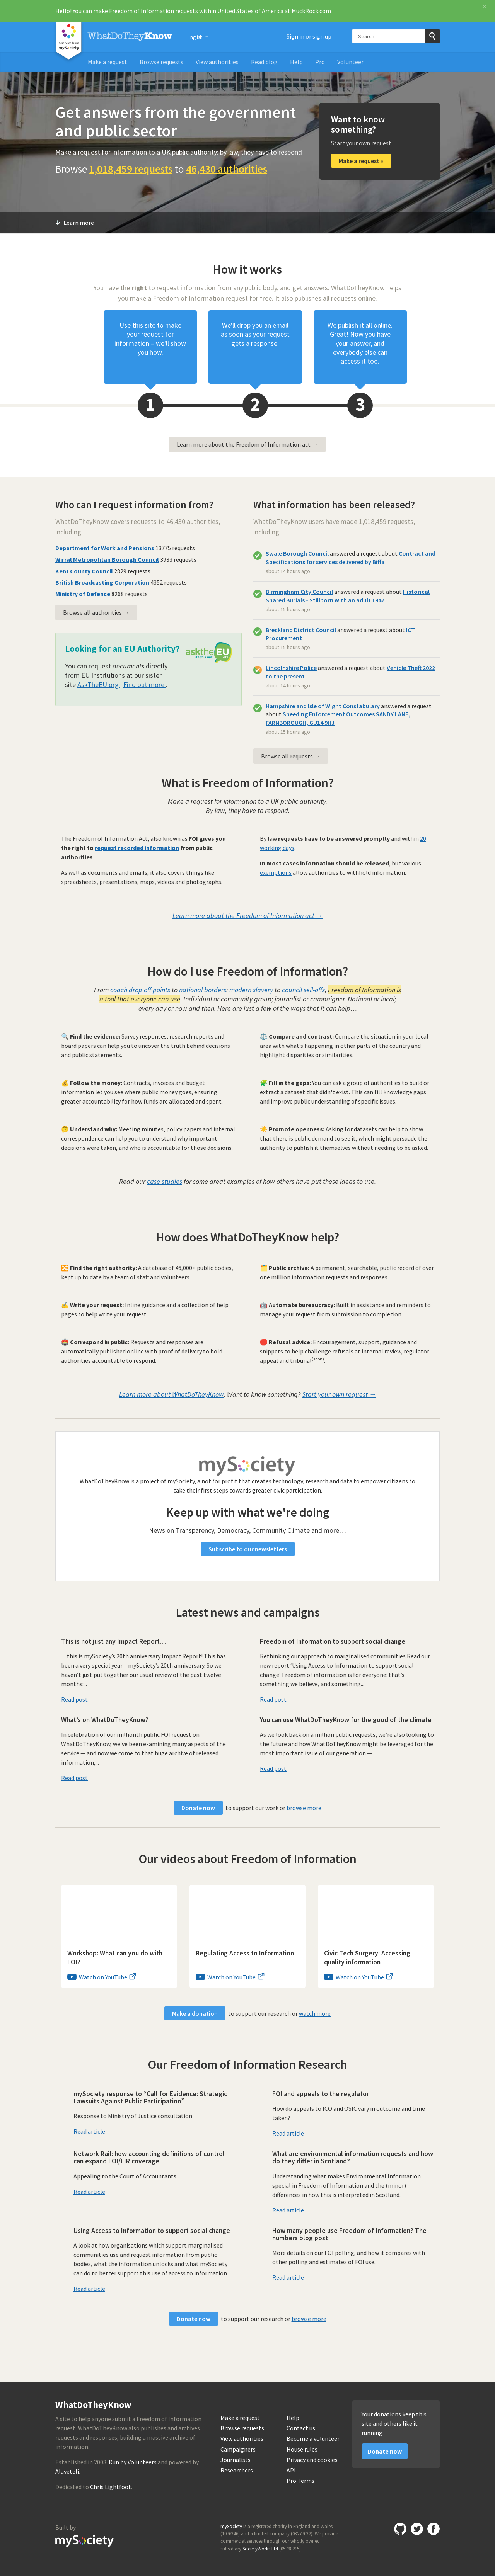 Hello! You can make Freedom of Information requests within United States of America at MuckRock.com
×
WhatDoTheyKnow
English
Sign in or sign up
Search
Make a request
Browse requests
View authorities
Read blog
Help
Pro
Volunteer
Get answers from the government
and public sector
Make a request for information to a UK public authority: by law, they have to respond
Browse 1,018,459 requests to 46,430 authorities
Want to know
something?
Start your own request
Make a request »
Learn more
How it works
You have the right to request information from any public body, and get answers. WhatDoTheyKnow helps
you make a Freedom of Information request for free. It also publishes all requests online.
Use this site to make
your request for
information – we'll show
you how.
We'll drop you an email
as soon as your request
gets a response.
We publish it all online.
Great! Now you have
your answer, and
everybody else can
access it too.
1
2
3
Learn more about the Freedom of Information act →
Who can I request information from?
WhatDoTheyKnow covers requests to 46,430 authorities,
including:
Department for Work and Pensions 13775 requests
Wirral Metropolitan Borough Council 3933 requests
Kent County Council 2829 requests
British Broadcasting Corporation 4352 requests
Ministry of Defence 8268 requests
Browse all authorities →
Looking for an EU Authority?
asktheEU
You can request documents directly
from EU Institutions at our sister
site AskTheEU.org . Find out more .
What information has been released?
WhatDoTheyKnow users have made 1,018,459 requests,
including:
Swale Borough Council answered a request about Contract and
Specifications for services delivered by Biffa
about 14 hours ago
Birmingham City Council answered a request about Historical
Shared Burials - Stillborn with an adult 1947
about 15 hours ago
Breckland District Council answered a request about ICT
Procurement
about 15 hours ago
Lincolnshire Police answered a request about Vehicle Theft 2022
to the present
about 14 hours ago
Hampshire and Isle of Wight Constabulary answered a request
about Speeding Enforcement Outcomes SANDY LANE,
FARNBOROUGH, GU14 9HJ
about 15 hours ago
Browse all requests →
What is Freedom of Information?
Make a request for information to a UK public authority.
By law, they have to respond.
The Freedom of Information Act, also known as FOI gives you
the right to request recorded information from public
authorities.
As well as documents and emails, it also covers things like
spreadsheets, presentations, maps, videos and photographs.
By law requests have to be answered promptly and within 20
working days.
In most cases information should be released, but various
exemptions allow authorities to withhold information.
Learn more about the Freedom of Information act →
How do I use Freedom of Information?
From coach drop off points to national borders; modern slavery to council sell-offs, Freedom of Information is
a tool that everyone can use. Individual or community group; journalist or campaigner. National or local;
every day or now and then. Here are just a few of the ways that it can help…
🔍 Find the evidence: Survey responses, research reports and
board papers can help you to uncover the truth behind decisions
and public statements.
⚖️ Compare and contrast: Compare the situation in your local
area with what's happening in other parts of the country and
highlight disparities or similarities.
💰 Follow the money: Contracts, invoices and budget
information let you see where public money goes, ensuring
greater accountability for how funds are allocated and spent.
🧩 Fill in the gaps: You can ask a group of authorities to build or
extract a dataset that didn't exist. This can fill knowledge gaps
and improve public understanding of specific issues.
🤔 Understand why: Meeting minutes, policy papers and internal
correspondence can help you to understand why important
decisions were taken, and who is accountable for those decisions.
☀️ Promote openness: Asking for datasets can help to show
that there is public demand to see it, which might persuade the
authority to publish it themselves without needing to be asked.
Read our case studies for some great examples of how others have put these ideas to use.
How does WhatDoTheyKnow help?
🔀 Find the right authority: A database of 46,000+ public bodies,
kept up to date by a team of staff and volunteers.
🗂️ Public archive: A permanent, searchable, public record of over
one million information requests and responses.
✍️ Write your request: Inline guidance and a collection of help
pages to help write your request.
🤖 Automate bureaucracy: Built in assistance and reminders to
manage your request from submission to completion.
Correspond in public: Requests and responses are
automatically published online with proof of delivery to hold
authorities accountable to respond.
🛑 Refusal advice: Encouragement, support, guidance and
snippets to help challenge refusals at internal review, regulator
appeal and tribunal(soon).
Learn more about WhatDoTheyKnow. Want to know something? Start your own request →
mySociety
WhatDoTheyKnow is a project of mySociety, a not for profit that creates technology, research and data to empower citizens to
take their first steps towards greater civic participation.
Keep up with what we're doing
News on Transparency, Democracy, Community Climate and more…
Subscribe to our newsletters
Latest news and campaigns
This is not just any Impact Report…
…this is mySociety's 20th anniversary Impact Report! This has
been a very special year – mySociety's 20th anniversary. So we
haven't just put together our usual review of the past twelve
months:...
Read post
Freedom of Information to support social change
Rethinking our approach to marginalised communities Read our
new report 'Using Access to Information to support social
change' Freedom of information is for everyone: that's
something we believe, and something...
Read post
What's on WhatDoTheyKnow?
In celebration of our millionth public FOI request on
WhatDoTheyKnow, we've been examining many aspects of the
service — and now we come to that huge archive of released
information,...
Read post
You can use WhatDoTheyKnow for the good of the climate
As we look back on a million public requests, we're also looking to
the future and how WhatDoTheyKnow might be leveraged for the
most important issue of our generation —...
Read post
Donate now to support our work or browse more
Our videos about Freedom of Information
Workshop: What can you do with
FOI?
Watch on YouTube
Regulating Access to Information
Watch on YouTube
Civic Tech Surgery: Accessing
quality information
Watch on YouTube
Make a donation to support our research or watch more
Our Freedom of Information Research
mySociety response to “Call for Evidence: Strategic
Lawsuits Against Public Participation”
Response to Ministry of Justice consultation
Read article
FOI and appeals to the regulator
How do appeals to ICO and OSIC vary in outcome and time
taken?
Read article
Network Rail: how accounting definitions of control
can expand FOI/EIR coverage
Appealing to the Court of Accountants.
Read article
What are environmental information requests and how
do they differ in Scotland?
Understanding what makes Environmental Information
special in Freedom of Information and the (minor)
differences in how this is interpreted in Scotland.
Read article
Using Access to Information to support social change
A look at how organisations which support marginalised
communities use and request information from public
bodies, what the information unlocks and what mySociety
can do to better support this use of access to information.
Read article
How many people use Freedom of Information? The
numbers blog post
More details on our FOI polling, and how it compares with
other polling and estimates of FOI use.
Read article
Donate now to support our research or browse more
WhatDoTheyKnow
A site to help anyone submit a Freedom of Information
request. WhatDoTheyKnow also publishes and archives
requests and responses, building a massive archive of
information.
Established in 2008. Run by Volunteers and powered by
Alaveteli.
Dedicated to Chris Lightfoot.
Make a request
Browse requests
View authorities
Campaigners
Journalists
Researchers
Help
Contact us
Become a volunteer
House rules
Privacy and cookies
API
Pro Terms
Your donations keep this
site and others like it
running
Donate now
Built by
mySociety
mySociety is a registered charity in England and Wales
(1076346) and a limited company (03277032). We provide
commercial services through our wholly owned
subsidiary SocietyWorks Ltd (05798215).